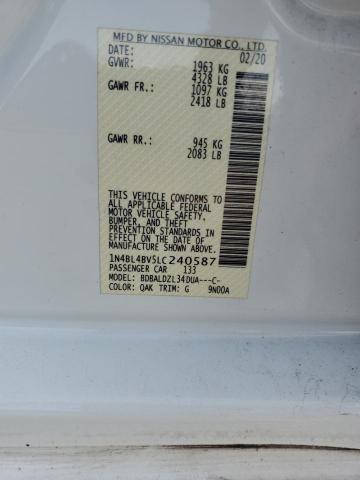 MFD BY NISSAN MOTOR CO., LTD.
DATE: 02/20
GVWR: 1963 KG
4328 LB
GAWR FR.: 1097 KG
2418 LB
GAWR RR.: 945 KG
2083 LB
THIS VEHICLE CONFORMS TO
ALL APPLICABLE FEDERAL
MOTOR VEHICLE SAFETY,
BUMPER, AND THEFT
PREVENTION STANDARDS IN
EFFECT ON THE DATE OF
MANUFACTURE SHOWN ABOVE.
1N4BL4BV5LC240587
PASSENGER CAR 133
MODEL: BDBALDZL34DUA---C-
COLOR: QAK TRIM: G 9N00A